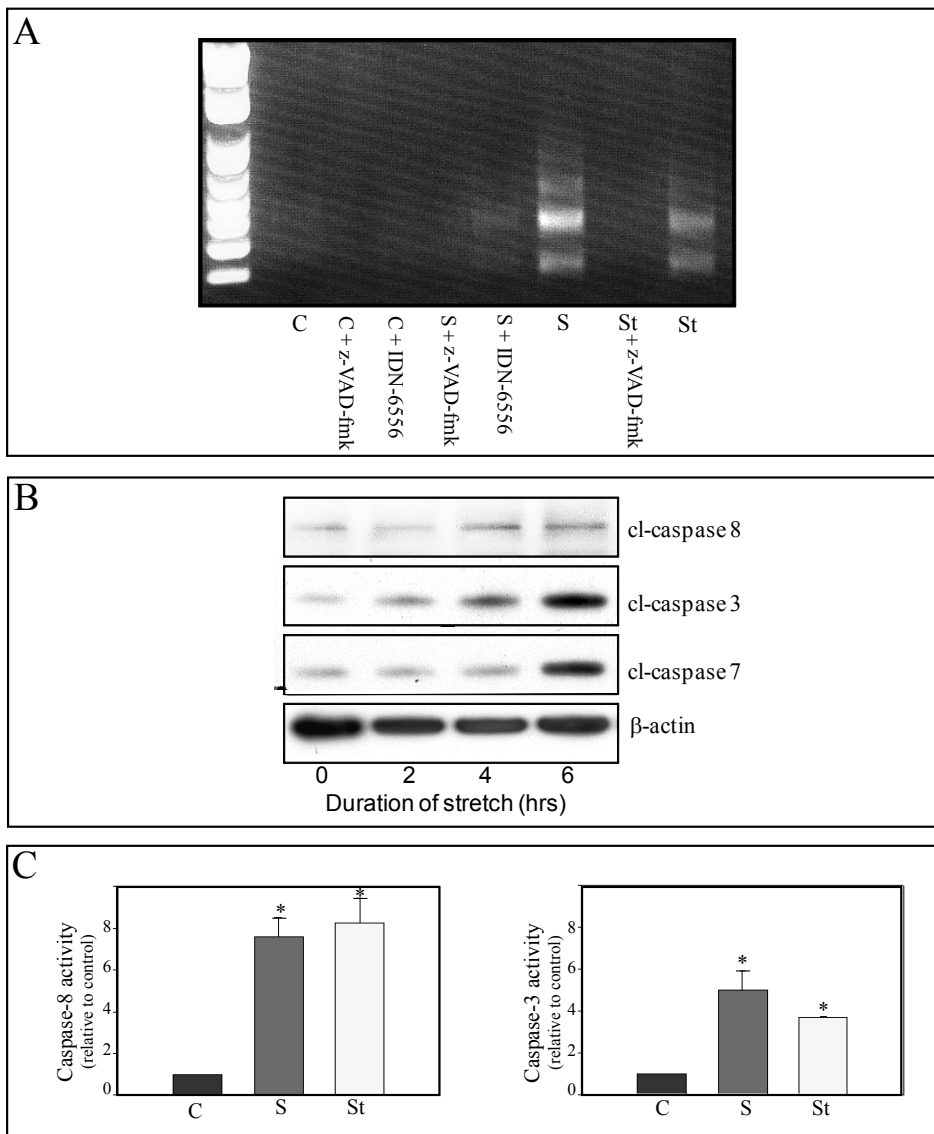 A
C
C + z-VAD-fmk
C + IDN-6556
S + z-VAD-fmk
S + IDN-6556
S
St + z-VAD-fmk
St
B
cl-caspase 8
cl-caspase 3
cl-caspase 7
β-actin
0 2 4 6
Duration of stretch (hrs)
C
Caspase-8 activity
(relative to control)
8
6
4
2
0
* *
C S St
Caspase-3 activity
(relative to control)
8
6
4
2
0
* *
C S St